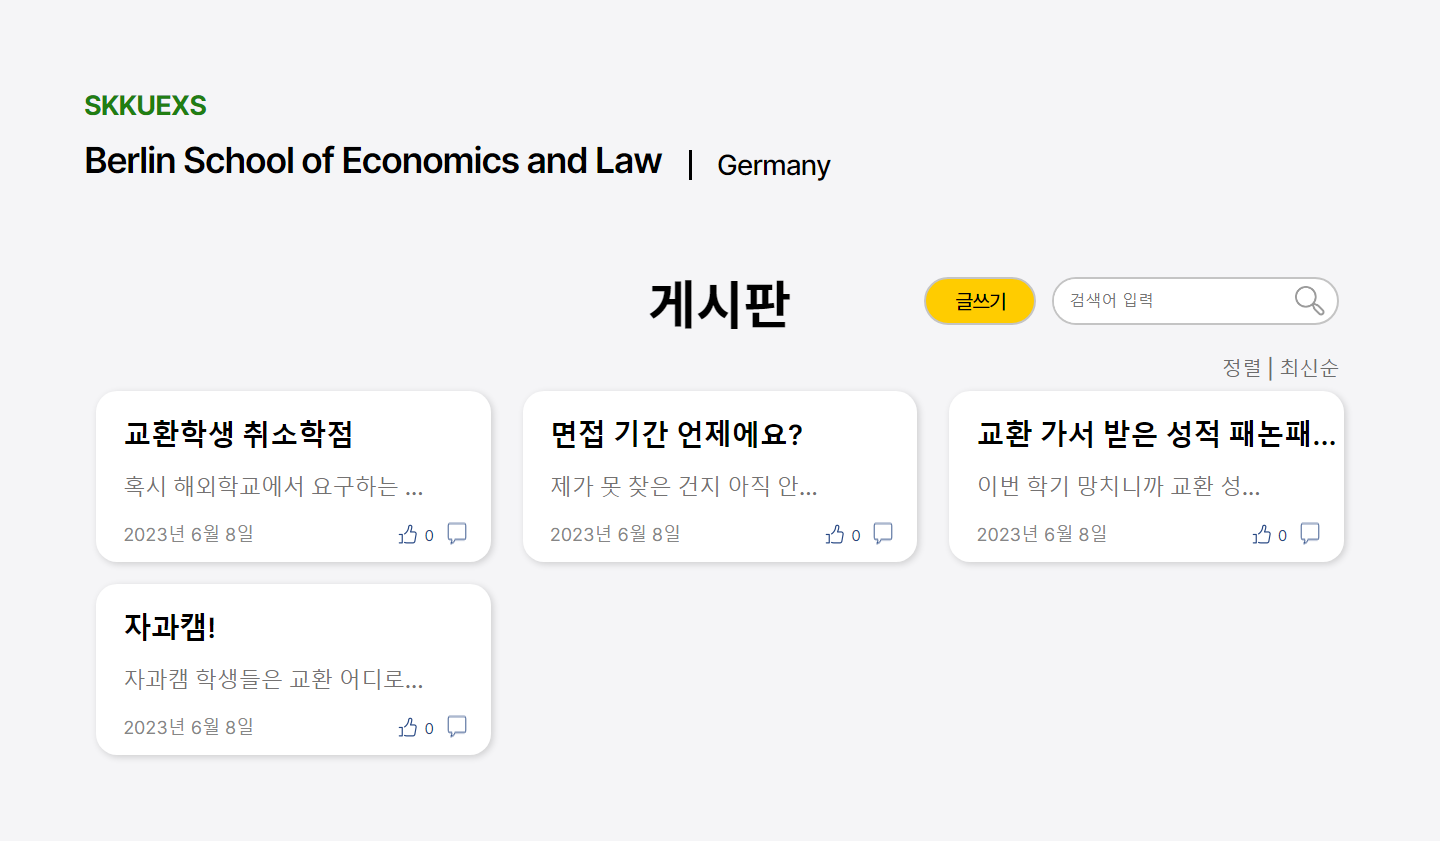 SKKUEXS
Berlin School of Economics and Law | Germany
게시판
글쓰기
검색어 입력
정렬 | 최신순
교환학생 취소학점
혹시 해외학교에서 요구하는 ...
2023년 6월 8일
0
면접 기간 언제에요?
제가 못 찾은 건지 아직 안...
2023년 6월 8일
0
교환 가서 받은 성적 패논패...
이번 학기 망치니까 교환 성...
2023년 6월 8일
0
자과캠!
자과캠 학생들은 교환 어디로...
2023년 6월 8일
0